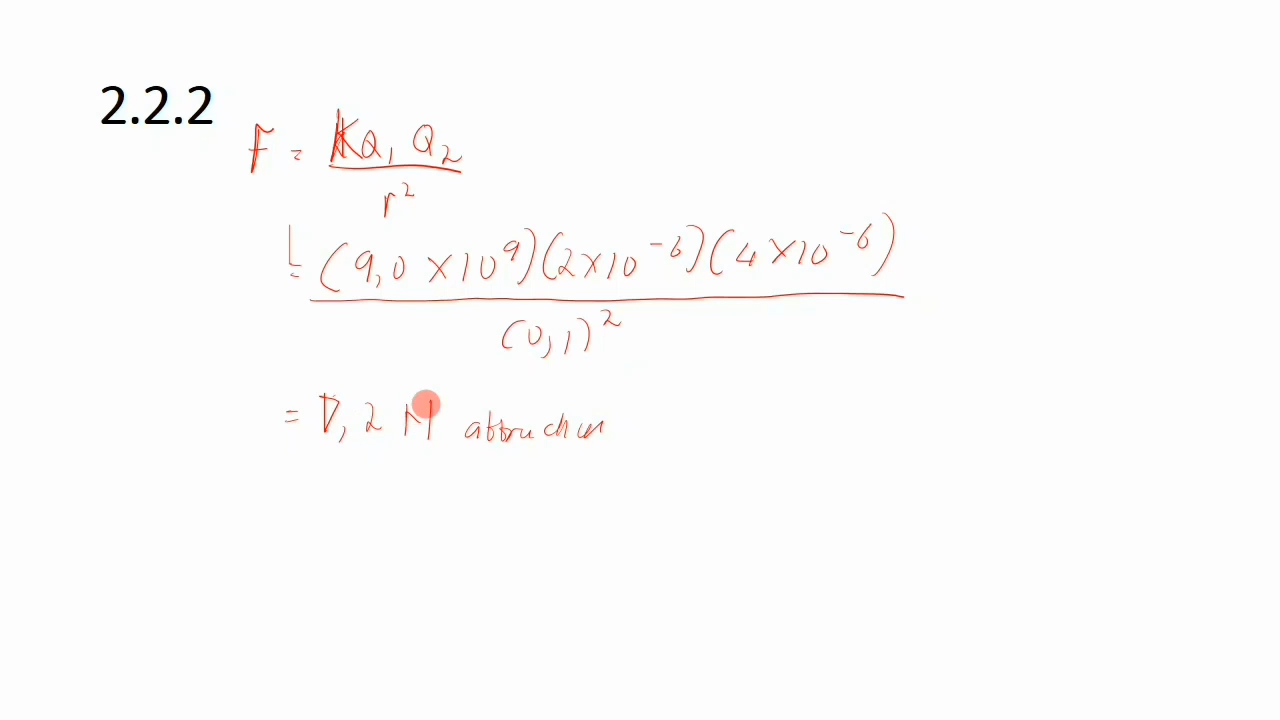 2.2.2
F = KQ₁ Q₂
r²
= (9,0 × 10⁹)(2×10⁻⁶)(4×10⁻⁶)
(0,1)²
= 7,2 N attraction